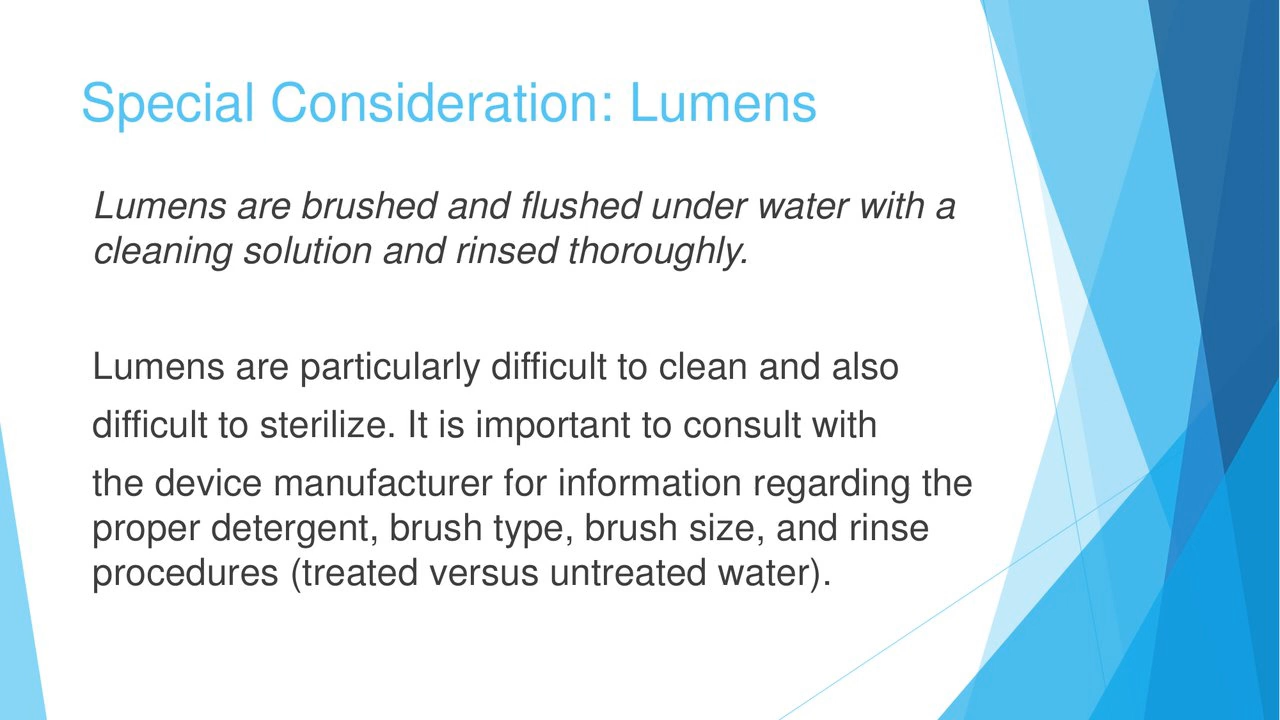 Special Consideration: Lumens
Lumens are brushed and flushed under water with a
cleaning solution and rinsed thoroughly.
Lumens are particularly difficult to clean and also
difficult to sterilize. It is important to consult with
the device manufacturer for information regarding the
proper detergent, brush type, brush size, and rinse
procedures (treated versus untreated water).